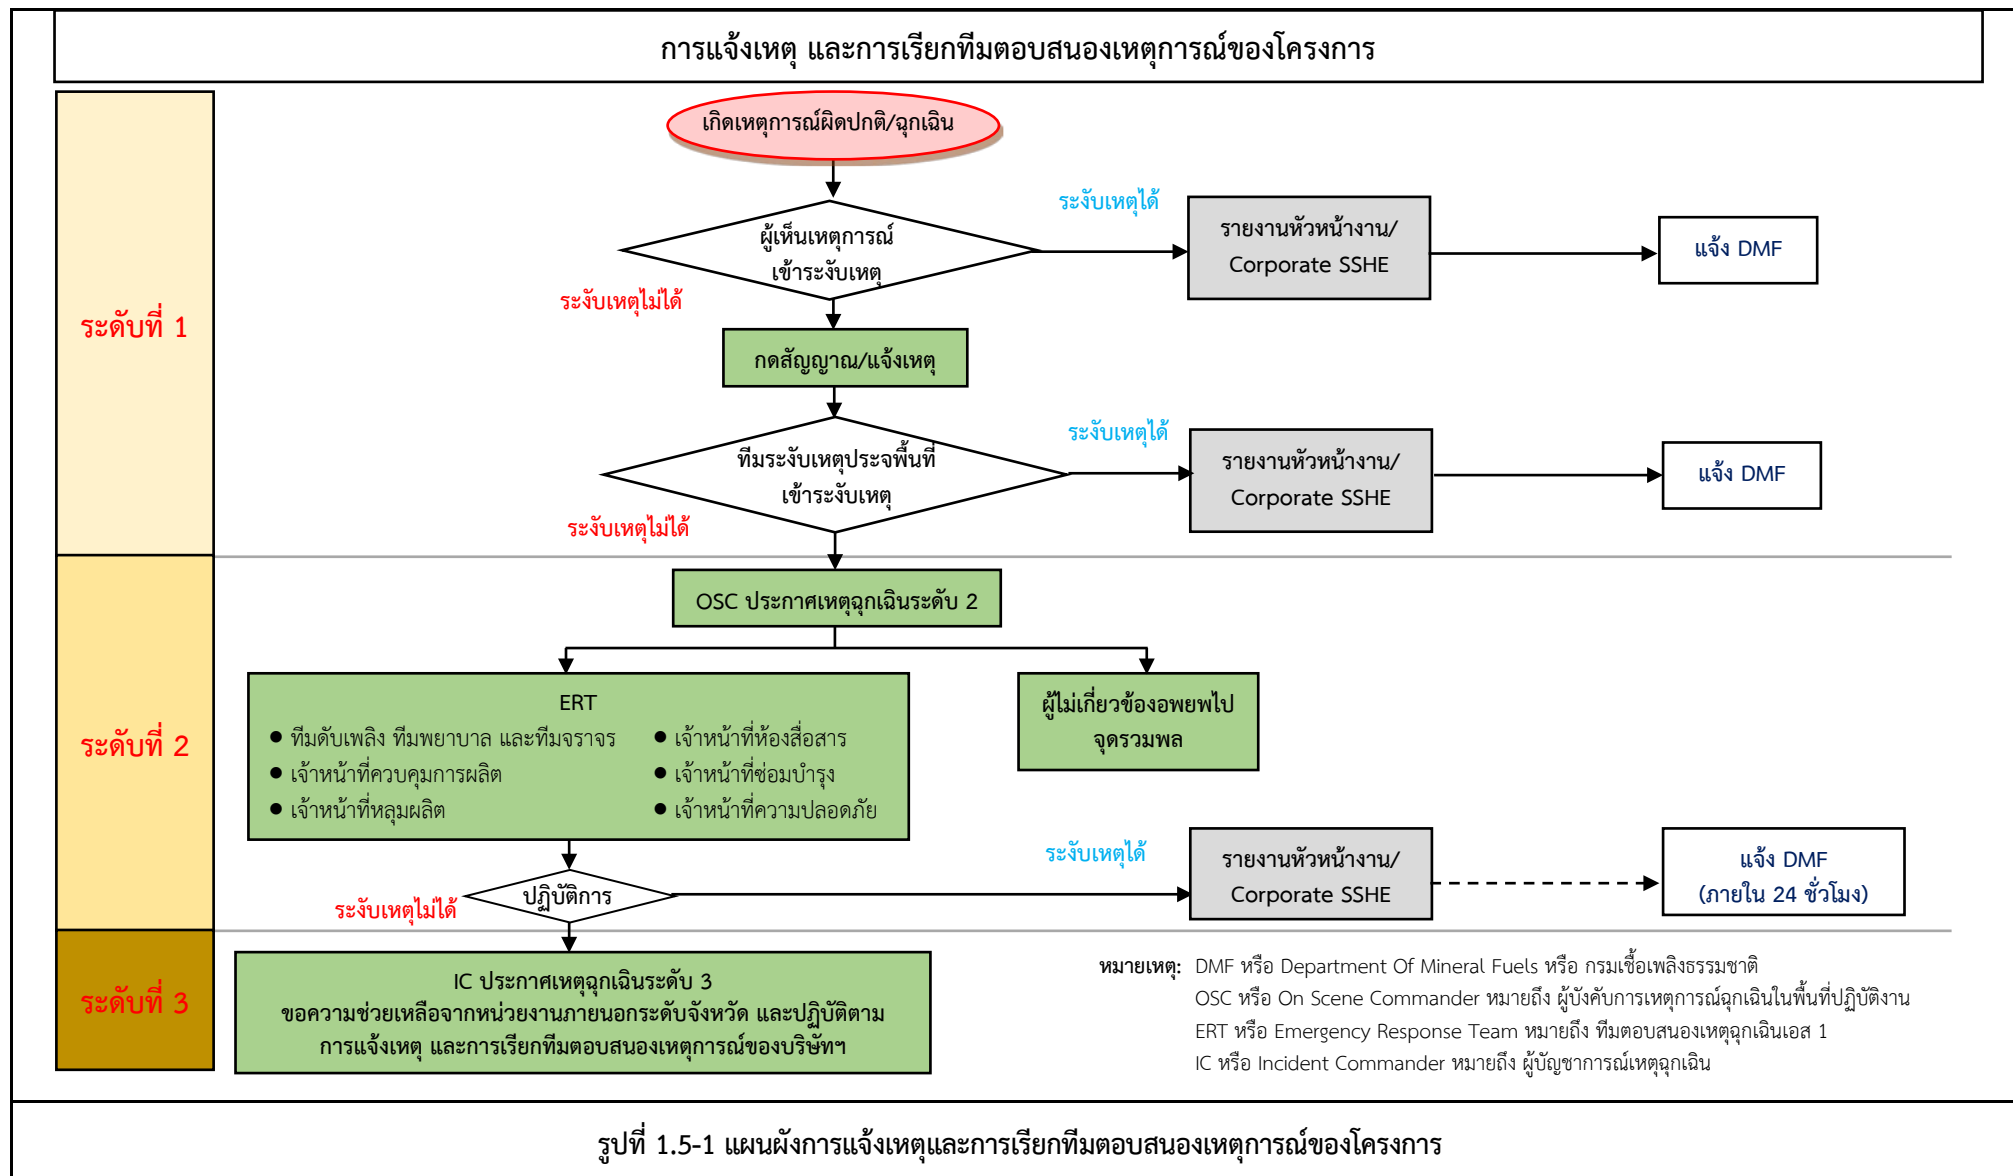 การแจ้งเหตุ และการเรียกทีมตอบสนองเหตุการณ์ของโครงการ
เกิดเหตุการณ์ผิดปกติ/ฉุกเฉิน
ระงับเหตุได้
ผู้เห็นเหตุการณ์
เข้าระงับเหตุ
รายงานหัวหน้างาน/
Corporate SSHE
แจ้ง DMF
ระงับเหตุไม่ได้
ระดับที่ 1
กดสัญญาณ/แจ้งเหตุ
ระงับเหตุได้
ทีมระงับเหตุประจพื้นที่
เข้าระงับเหตุ
รายงานหัวหน้างาน/
Corporate SSHE
แจ้ง DMF
ระงับเหตุไม่ได้
OSC ประกาศเหตุฉุกเฉินระดับ 2
ระดับที่ 2
ERT
● ทีมดับเพลิง ทีมพยาบาล และทีมจราจร
● เจ้าหน้าที่ควบคุมการผลิต
● เจ้าหน้าที่หลุมผลิต
● เจ้าหน้าที่ห้องสื่อสาร
● เจ้าหน้าที่ซ่อมบำรุง
● เจ้าหน้าที่ความปลอดภัย
ผู้ไม่เกี่ยวข้องอพยพไป
จุดรวมพล
ระงับเหตุได้
ปฏิบัติการ
รายงานหัวหน้างาน/
Corporate SSHE
แจ้ง DMF
(ภายใน 24 ชั่วโมง)
ระงับเหตุไม่ได้
ระดับที่ 3
IC ประกาศเหตุฉุกเฉินระดับ 3
ขอความช่วยเหลือจากหน่วยงานภายนอกระดับจังหวัด และปฏิบัติตาม
การแจ้งเหตุ และการเรียกทีมตอบสนองเหตุการณ์ของบริษัทฯ
หมายเหตุ: DMF หรือ Department Of Mineral Fuels หรือ กรมเชื้อเพลิงธรรมชาติ
OSC หรือ On Scene Commander หมายถึง ผู้บังคับการเหตุการณ์ฉุกเฉินในพื้นที่ปฏิบัติงาน
ERT หรือ Emergency Response Team หมายถึง ทีมตอบสนองเหตุฉุกเฉินเอส 1
IC หรือ Incident Commander หมายถึง ผู้บัญชาการณ์เหตุฉุกเฉิน
รูปที่ 1.5-1 แผนผังการแจ้งเหตุและการเรียกทีมตอบสนองเหตุการณ์ของโครงการ